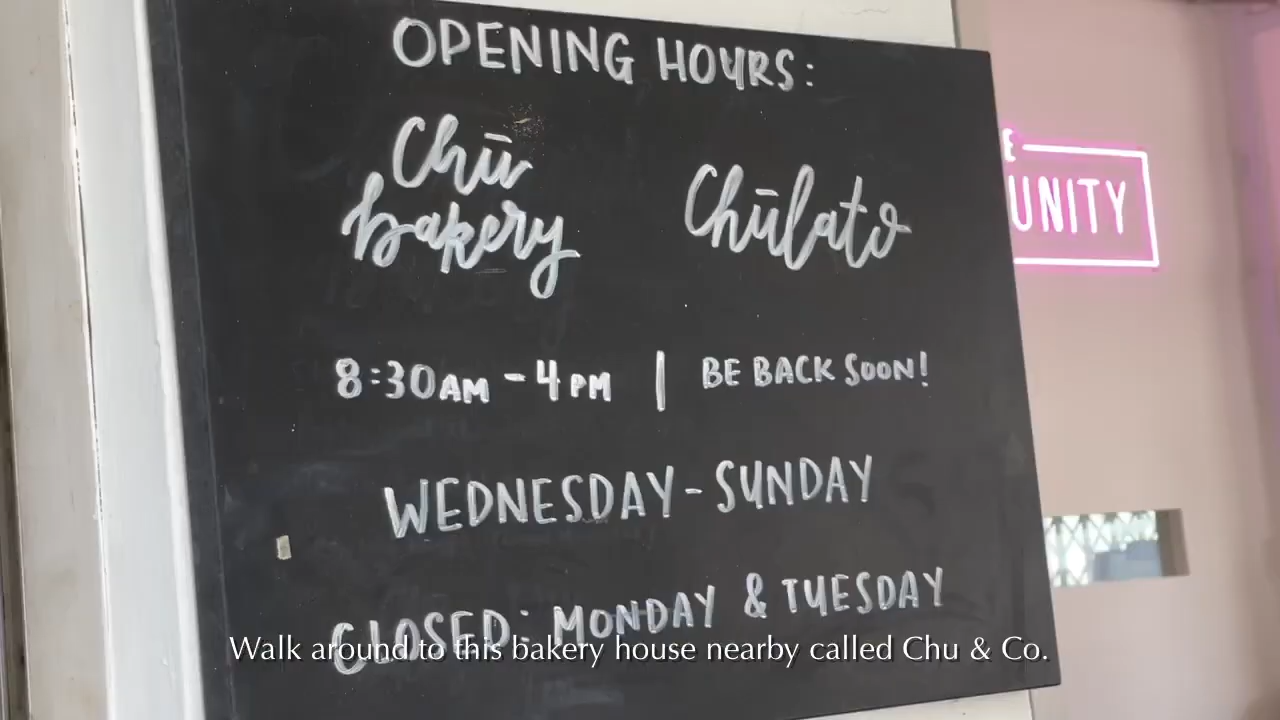 OPENING HOURS:
Chū
bakery
Chūlato
8:30AM - 4PM | BE BACK SOON!
WEDNESDAY - SUNDAY
CLOSED: MONDAY & TUESDAY
E
UNITY
Walk around to this bakery house nearby called Chu & Co.